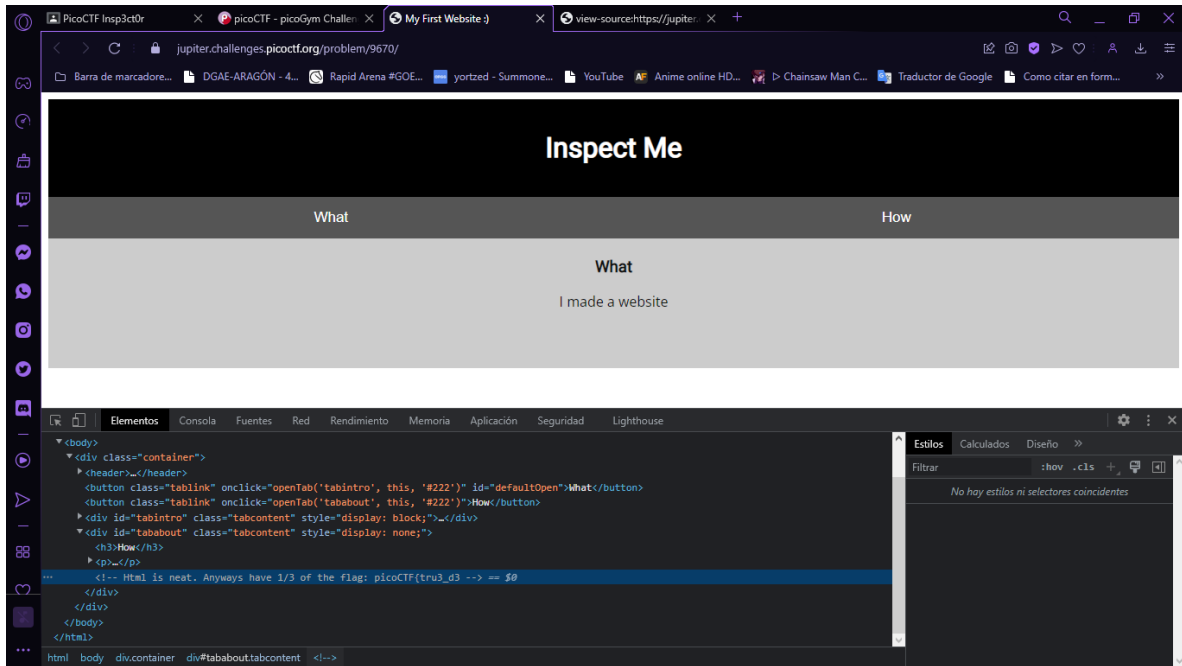 PicoCTF Insp3ct0r
picoCTF - picoGym Challen
My First Website :)
view-source:https://jupiter.
jupiter.challenges.picoctf.org/problem/9670/
Barra de marcadore...
DGAE-ARAGÓN - 4...
Rapid Arena #GOE...
yortzed - Summone...
YouTube
Anime online HD...
▷ Chainsaw Man C...
Traductor de Google
Como citar en form...
»
Inspect Me
What
How
What
I made a website
Elementos
Consola
Fuentes
Red
Rendimiento
Memoria
Aplicación
Seguridad
Lighthouse
▼<body>
▼<div class="container">
▶<header>…</header>
<button class="tablink" onclick="openTab('tabintro', this, '#222')" id="defaultOpen">What</button>
<button class="tablink" onclick="openTab('tababout', this, '#222')">How</button>
▶<div id="tabintro" class="tabcontent" style="display: block;">…</div>
▼<div id="tababout" class="tabcontent" style="display: none;">
<h3>How</h3>
▶<p>…</p>
<!-- Html is neat. Anyways have 1/3 of the flag: picoCTF{tru3_d3 --> == $0
</div>
</div>
</body>
</html>
html body div.container div#tababout.tabcontent <!-->
Estilos
Calculados
Diseño
»
Filtrar
:hov .cls +
No hay estilos ni selectores coincidentes